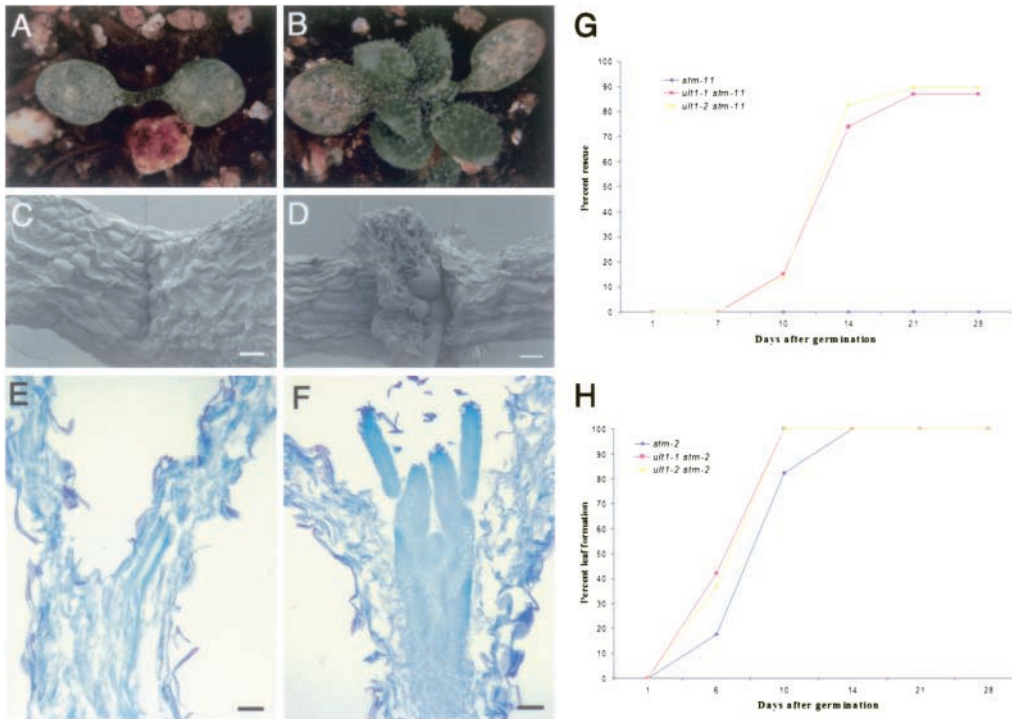 A
B
C
D
E
F
G
Percent rescue
100
90
80
70
60
50
40
30
20
10
0
stm-11
ult1-1 stm-11
ult1-2 stm-11
1 7 10 14 21 28
Days after germination
H
Percent leaf formation
100
90
80
70
60
50
40
30
20
10
0
stm-2
ult1-1 stm-2
ult1-2 stm-2
1 6 10 14 21 28
Days after germination